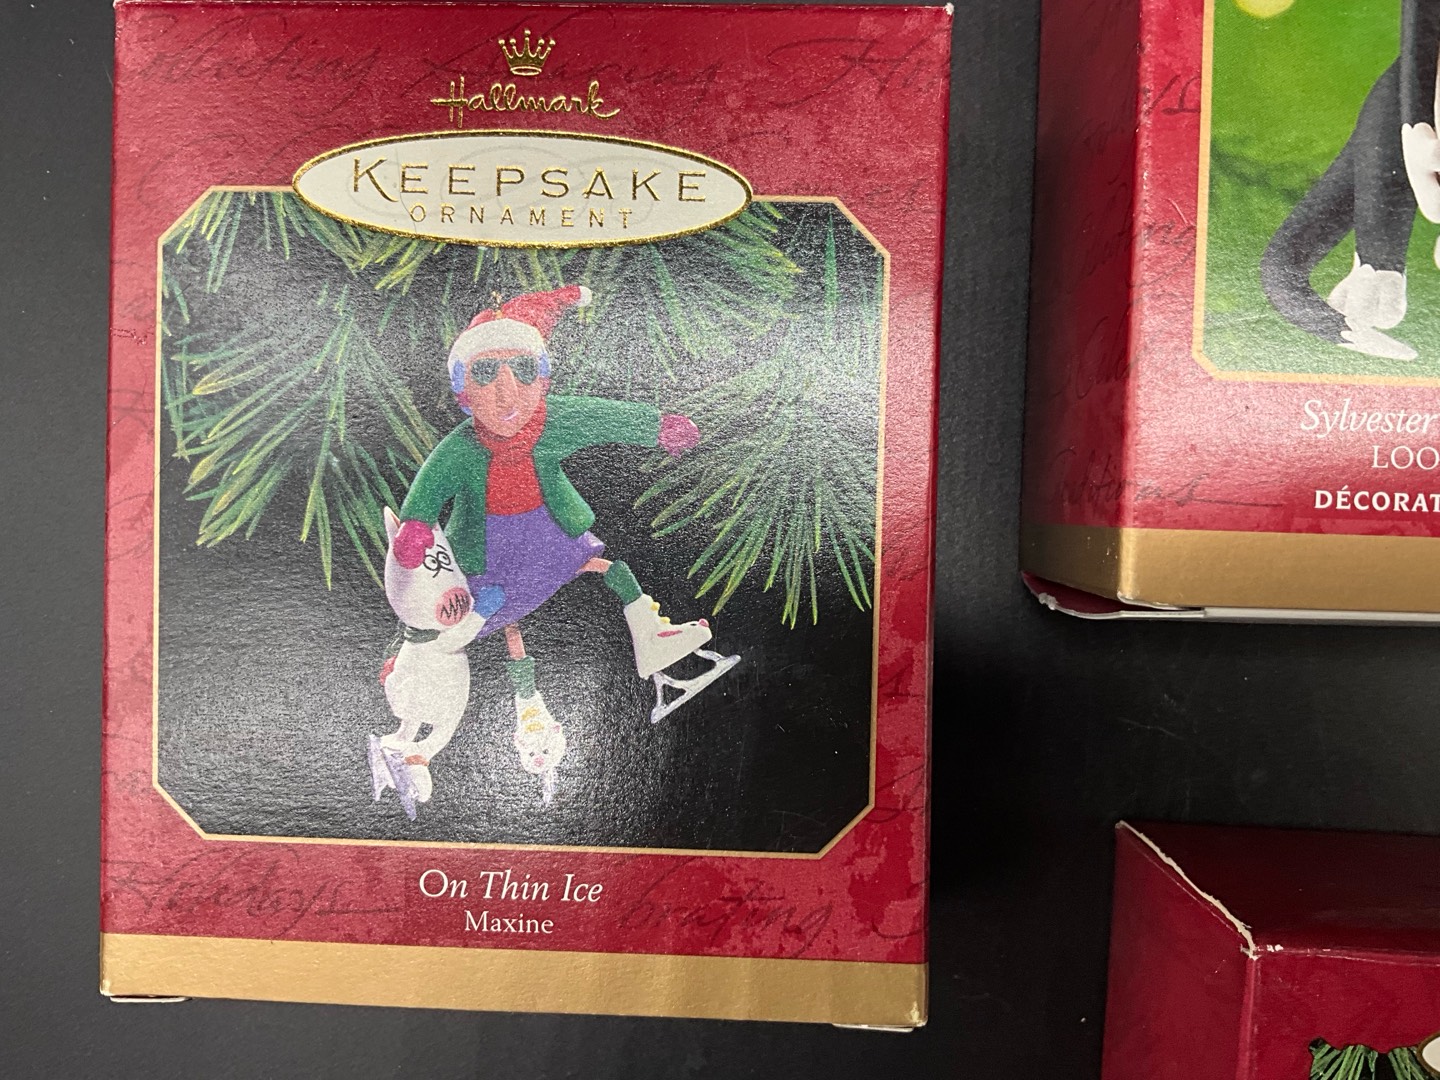 Hallmark
KEEPSAKE
ORNAMENT
On Thin Ice
Maxine
Sylvester
LOO
DÉCORAT